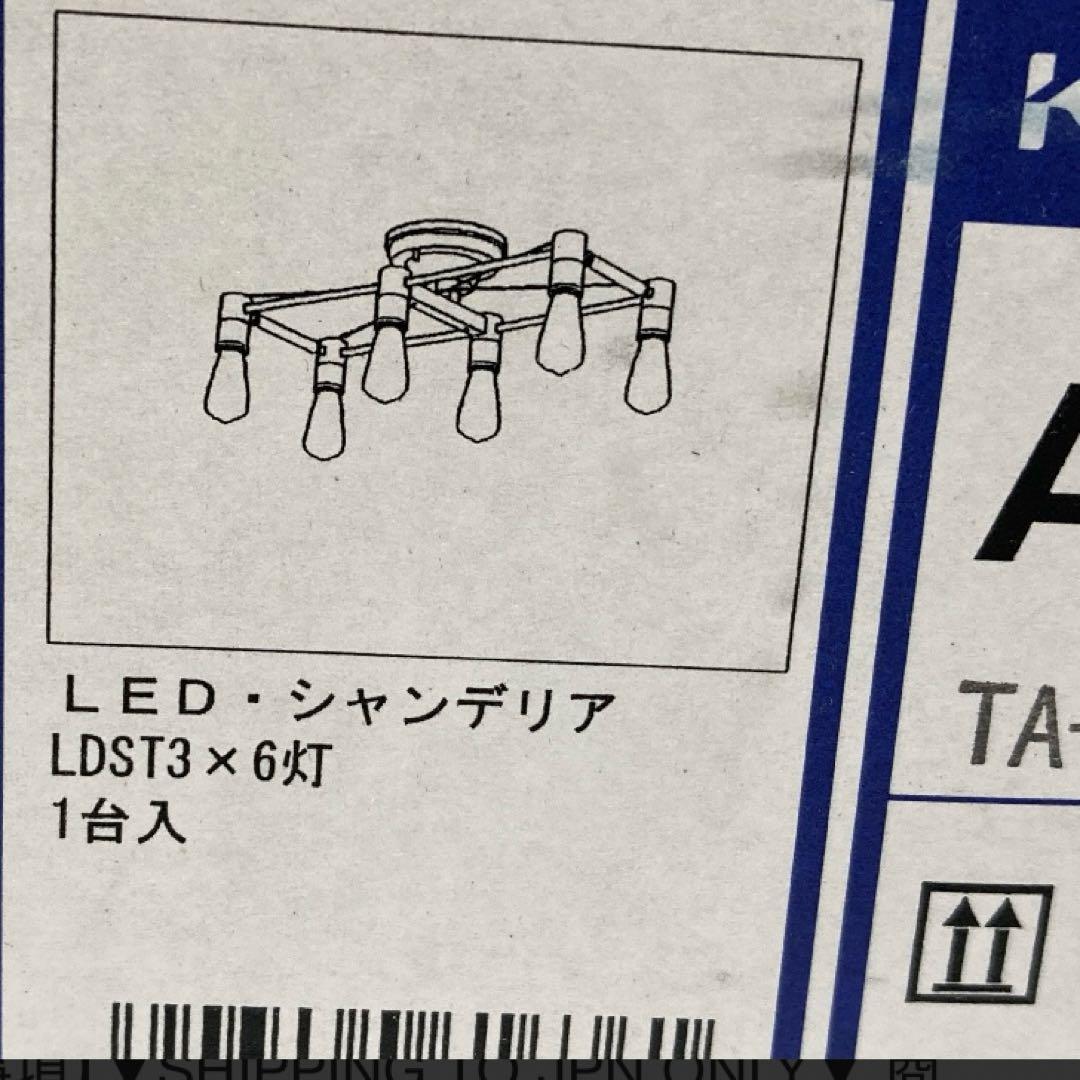 LED・シャンデリア
LDST3×6灯
1台入
K
A
TA-
SHIPPING TO JPN ONLY▼